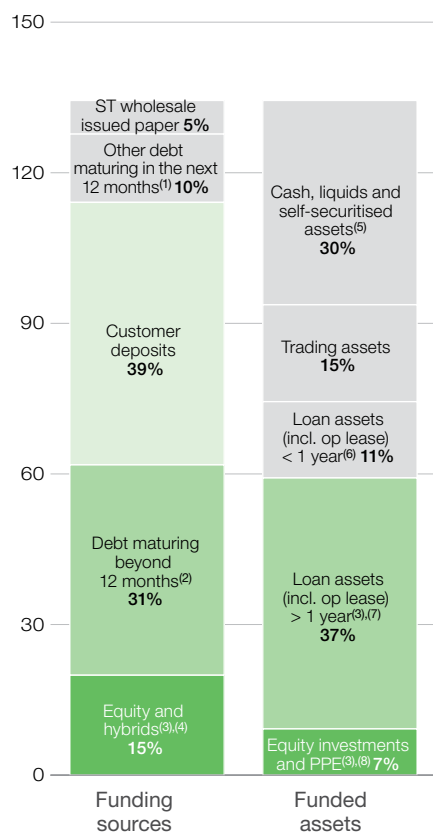 150
120
90
60
30
0
ST wholesale
issued paper 5%
Other debt
maturing in the next
12 months(1) 10%
Customer
deposits
39%
Debt maturing
beyond
12 months(2)
31%
Equity and
hybrids(3),(4)
15%
Funding
sources
Cash, liquids and
self-securitised
assets(5)
30%
Trading assets
15%
Loan assets
(incl. op lease)
< 1 year(6) 11%
Loan assets
(incl. op lease)
> 1 year(3),(7)
37%
Equity investments
and PPE(3),(8) 7%
Funded
assets